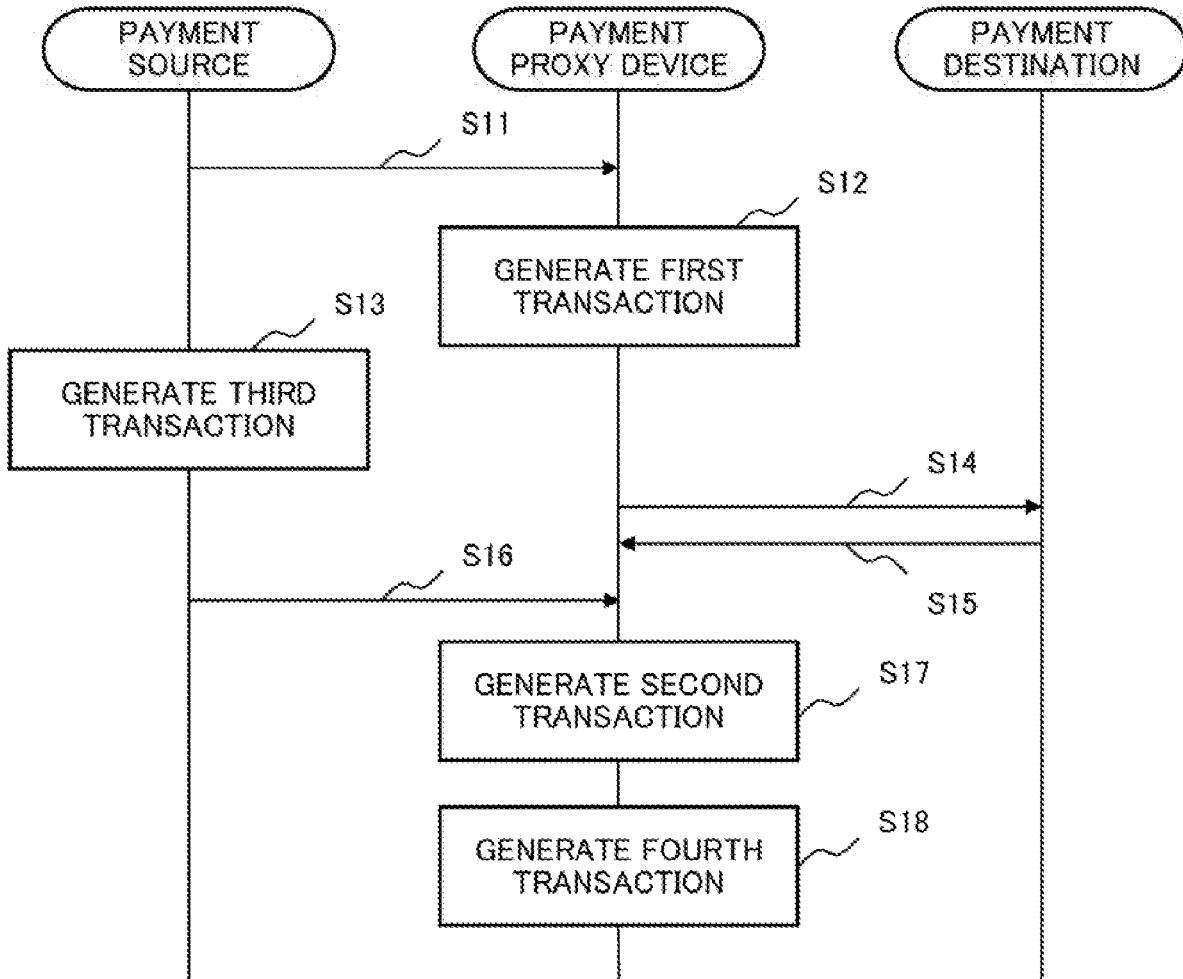 PAYMENT
SOURCE
PAYMENT
PROXY DEVICE
PAYMENT
DESTINATION
S11
S12
GENERATE FIRST
TRANSACTION
S13
GENERATE THIRD
TRANSACTION
S14
S16
S15
GENERATE SECOND
TRANSACTION
S17
GENERATE FOURTH
TRANSACTION
S18